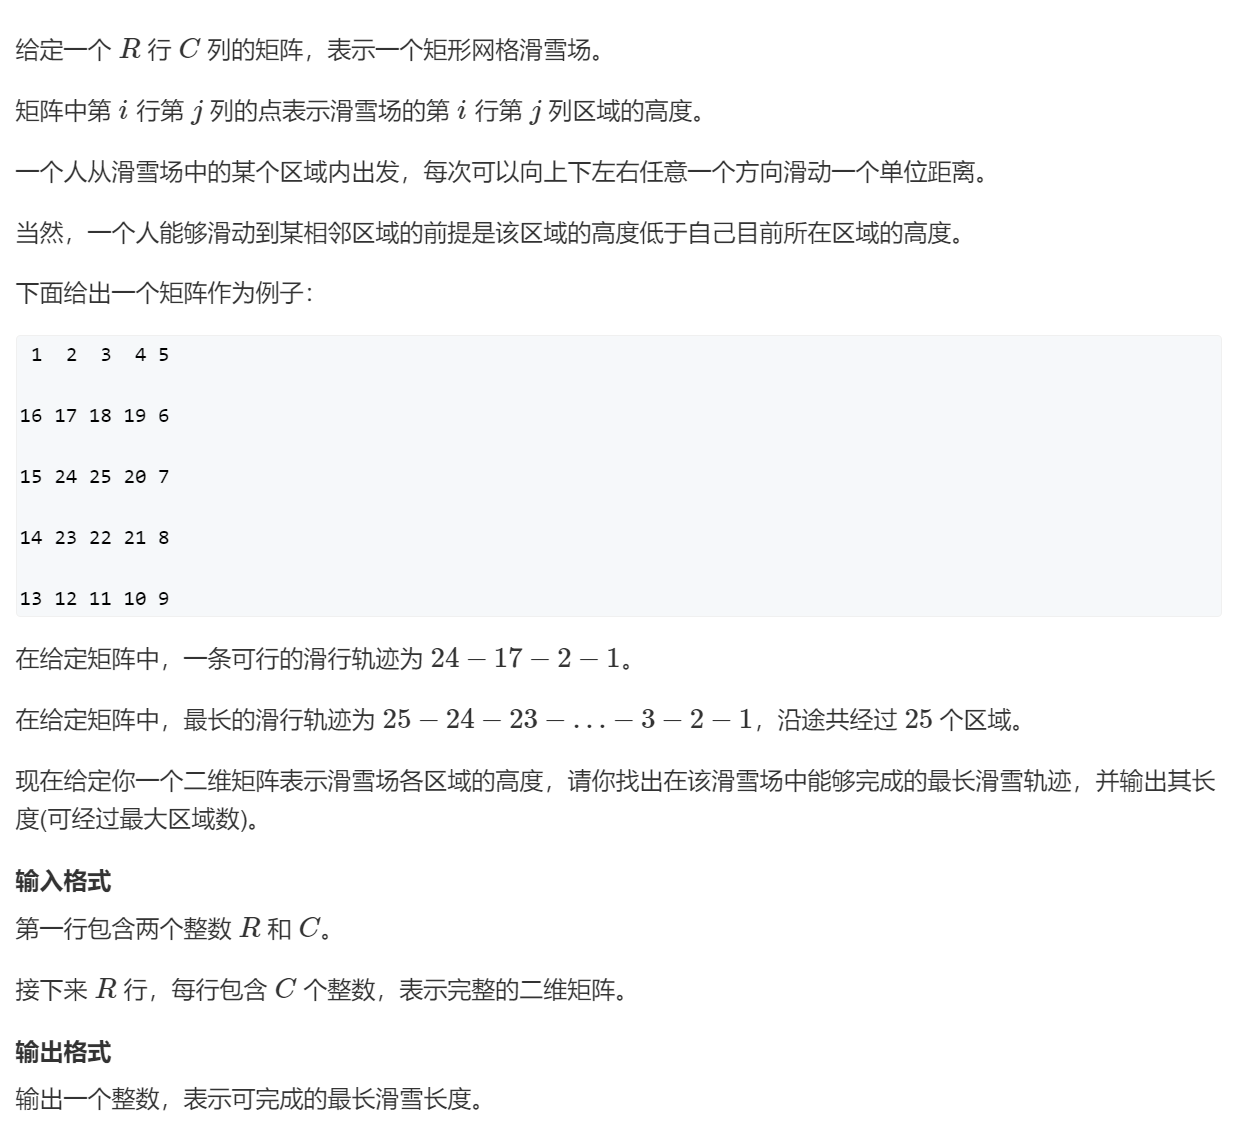 给定一个 R 行 C 列的矩阵，表示一个矩形网格滑雪场。
矩阵中第 i 行第 j 列的点表示滑雪场的第 i 行第 j 列区域的高度。
一个人从滑雪场中的某个区域内出发，每次可以向上下左右任意一个方向滑动一个单位距离。
当然，一个人能够滑动到某相邻区域的前提是该区域的高度低于自己目前所在区域的高度。
下面给出一个矩阵作为例子：
1 2 3 4 5
16 17 18 19 6
15 24 25 20 7
14 23 22 21 8
13 12 11 10 9
在给定矩阵中，一条可行的滑行轨迹为 24 − 17 − 2 − 1。
在给定矩阵中，最长的滑行轨迹为 25 − 24 − 23 − … − 3 − 2 − 1，沿途共经过 25 个区域。
现在给定你一个二维矩阵表示滑雪场各区域的高度，请你找出在该滑雪场中能够完成的最长滑雪轨迹，并输出其长
度(可经过最大区域数)。
输入格式
第一行包含两个整数 R 和 C。
接下来 R 行，每行包含 C 个整数，表示完整的二维矩阵。
输出格式
输出一个整数，表示可完成的最长滑雪长度。